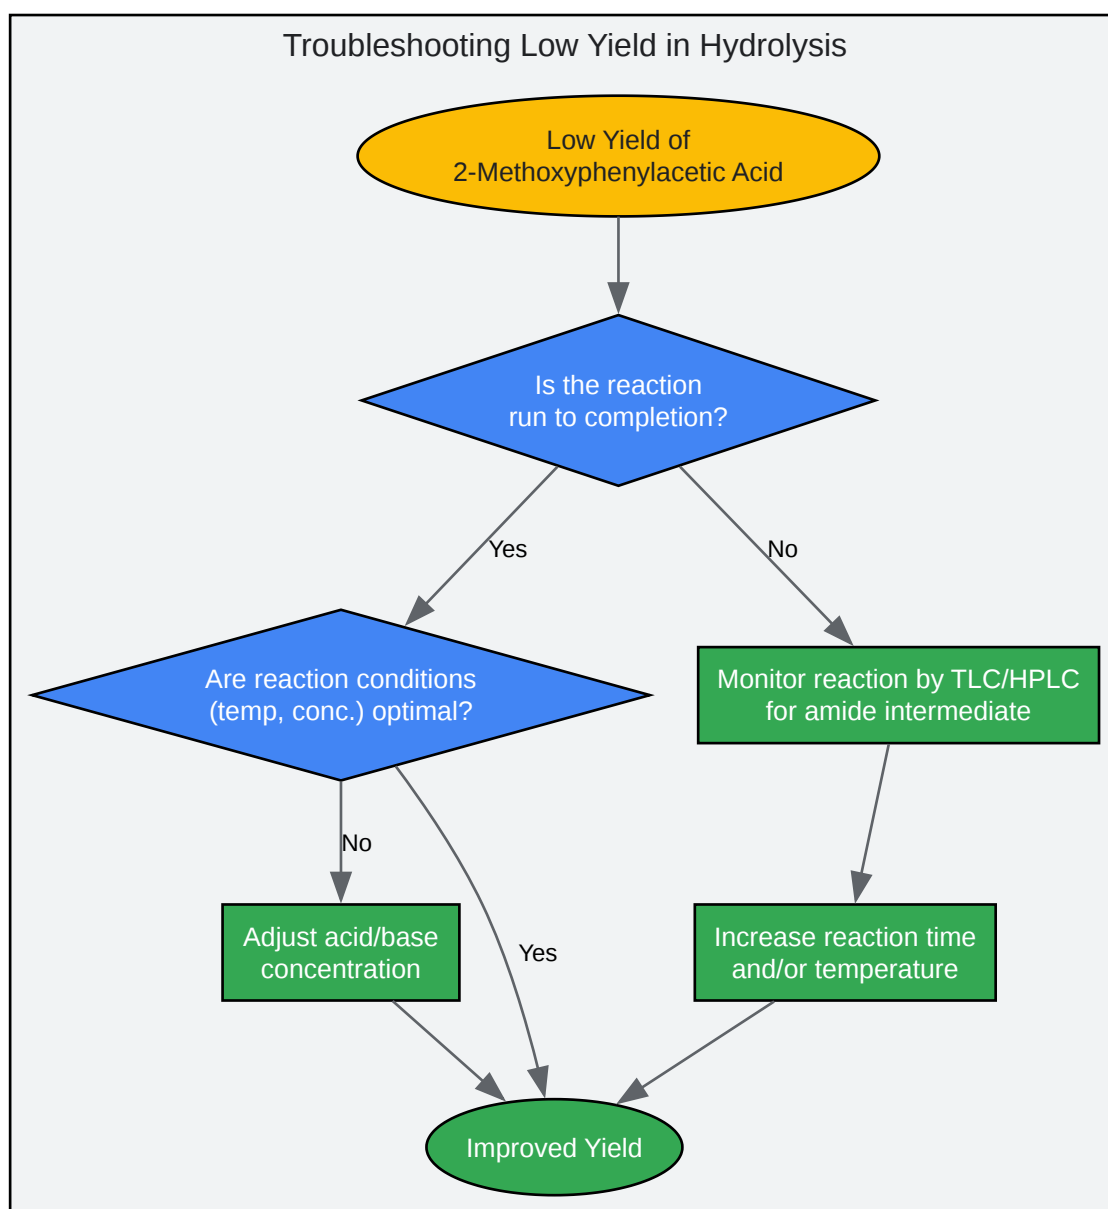 Troubleshooting Low Yield in Hydrolysis
Low Yield of
2-Methoxyphenylacetic Acid
Is the reaction
run to completion?
Yes
No
Are reaction conditions
(temp, conc.) optimal?
Monitor reaction by TLC/HPLC
for amide intermediate
No
Adjust acid/base
concentration
Yes
Increase reaction time
and/or temperature
Improved Yield